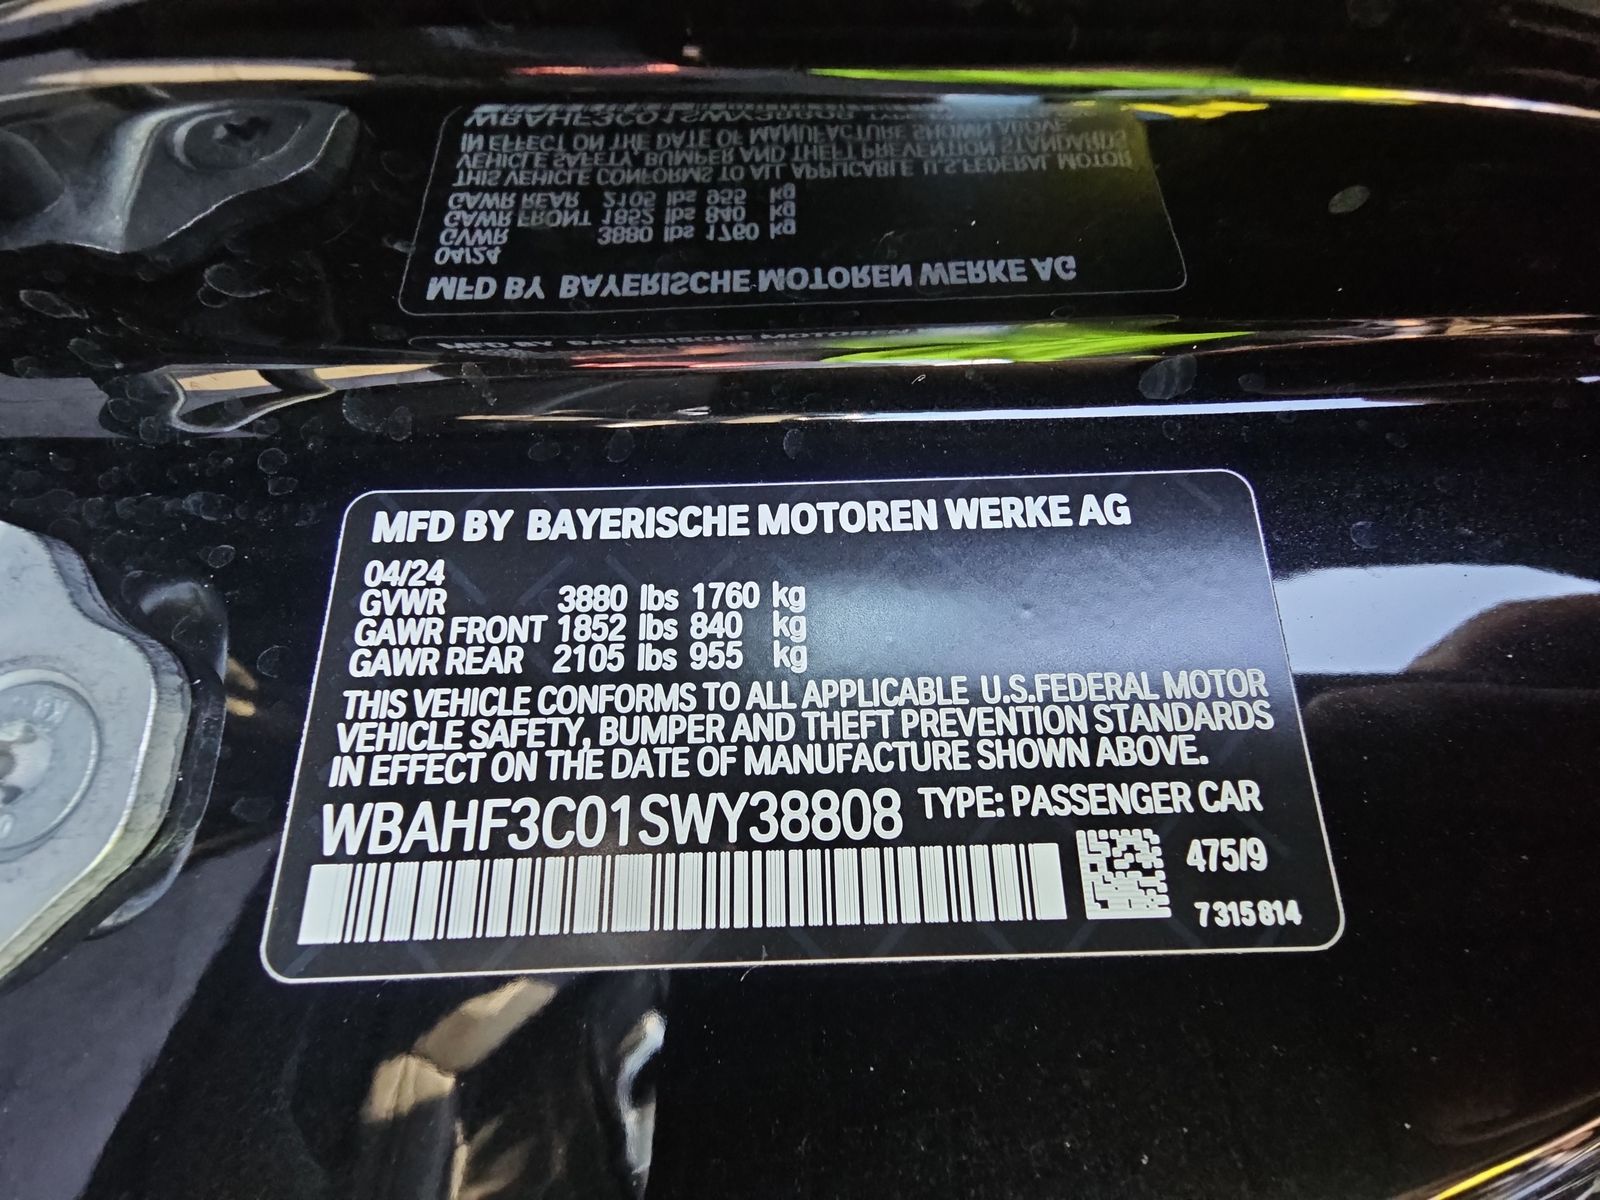 MFD BY BAYERISCHE MOTOREN WERKE AG
04/24
GVWR 3880 lbs 1760 kg
GAWR FRONT 1852 lbs 840 kg
GAWR REAR 2105 lbs 955 kg
THIS VEHICLE CONFORMS TO ALL APPLICABLE U.S.FEDERAL MOTOR
VEHICLE SAFETY, BUMPER AND THEFT PREVENTION STANDARDS
IN EFFECT ON THE DATE OF MANUFACTURE SHOWN ABOVE.
WBAHF3C01SWY38808 TYPE: PASSENGER CAR
475/9
7315814